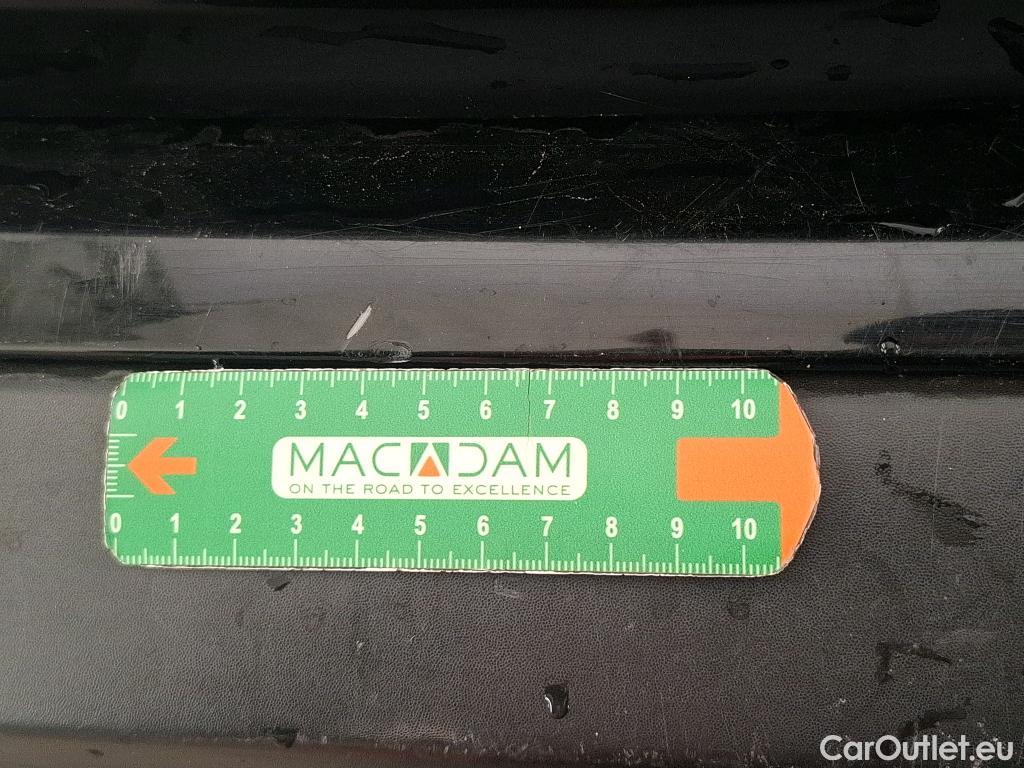 0 1 2 3 4 5 6 7 8 9 10
MACADAM
ON THE ROAD TO EXCELLENCE
0 1 2 3 4 5 6 7 8 9 10
CarOutlet.eu